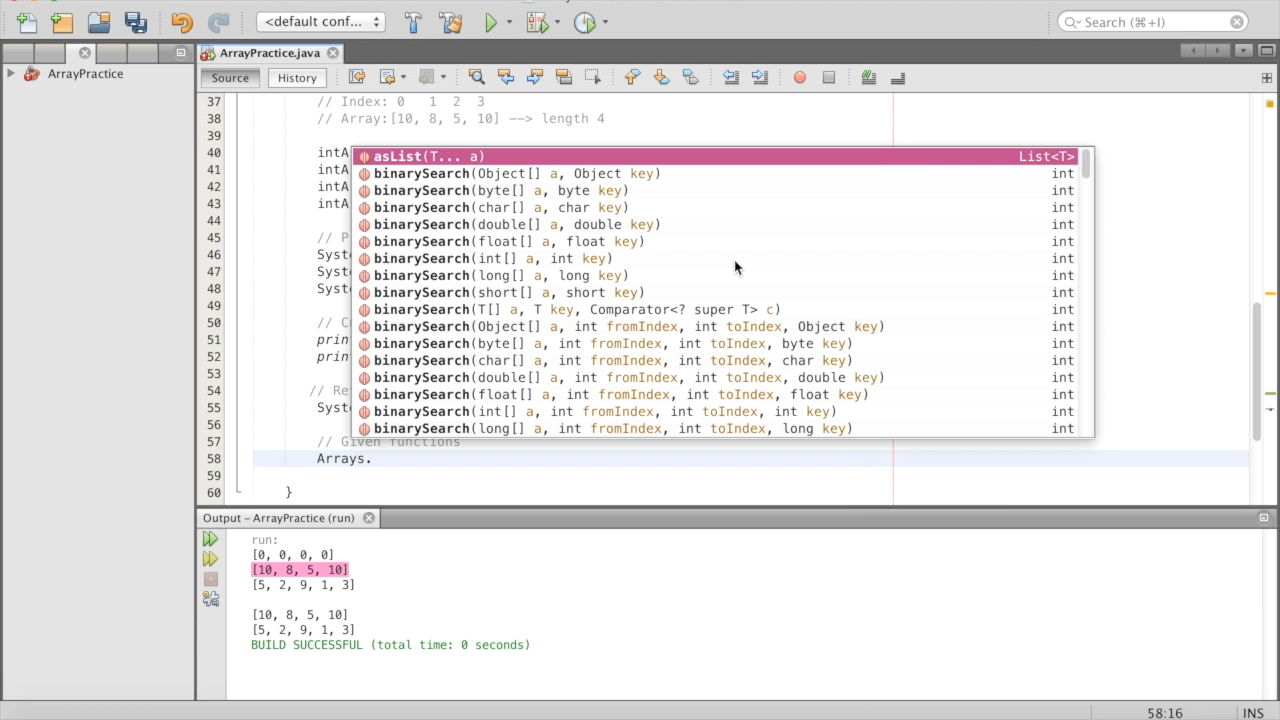 <default conf...
Search (⌘+I)
ArrayPractice.java
ArrayPractice
Source
History
37 // Index: 0 1 2 3
38 // Array:[10, 8, 5, 10] --> length 4
39
40 intA
41 intA
42 intA
43 intA
44
45 // P
46 Syst
47 Syst
48 Syst
49
50 // C
51 prin
52 prin
53
54 // Re
55 Syst
56
57 // Given functions
58 Arrays.
59
60 }
asList(T... a) List<T>
binarySearch(Object[] a, Object key) int
binarySearch(byte[] a, byte key) int
binarySearch(char[] a, char key) int
binarySearch(double[] a, double key) int
binarySearch(float[] a, float key) int
binarySearch(int[] a, int key) int
binarySearch(long[] a, long key) int
binarySearch(short[] a, short key) int
binarySearch(T[] a, T key, Comparator<? super T> c) int
binarySearch(Object[] a, int fromIndex, int toIndex, Object key) int
binarySearch(byte[] a, int fromIndex, int toIndex, byte key) int
binarySearch(char[] a, int fromIndex, int toIndex, char key) int
binarySearch(double[] a, int fromIndex, int toIndex, double key) int
binarySearch(float[] a, int fromIndex, int toIndex, float key) int
binarySearch(int[] a, int fromIndex, int toIndex, int key) int
binarySearch(long[] a, int fromIndex, int toIndex, long key) int
Output – ArrayPractice (run)
run:
[0, 0, 0, 0]
[10, 8, 5, 10]
[5, 2, 9, 1, 3]
[10, 8, 5, 10]
[5, 2, 9, 1, 3]
BUILD SUCCESSFUL (total time: 0 seconds)
58:16
INS